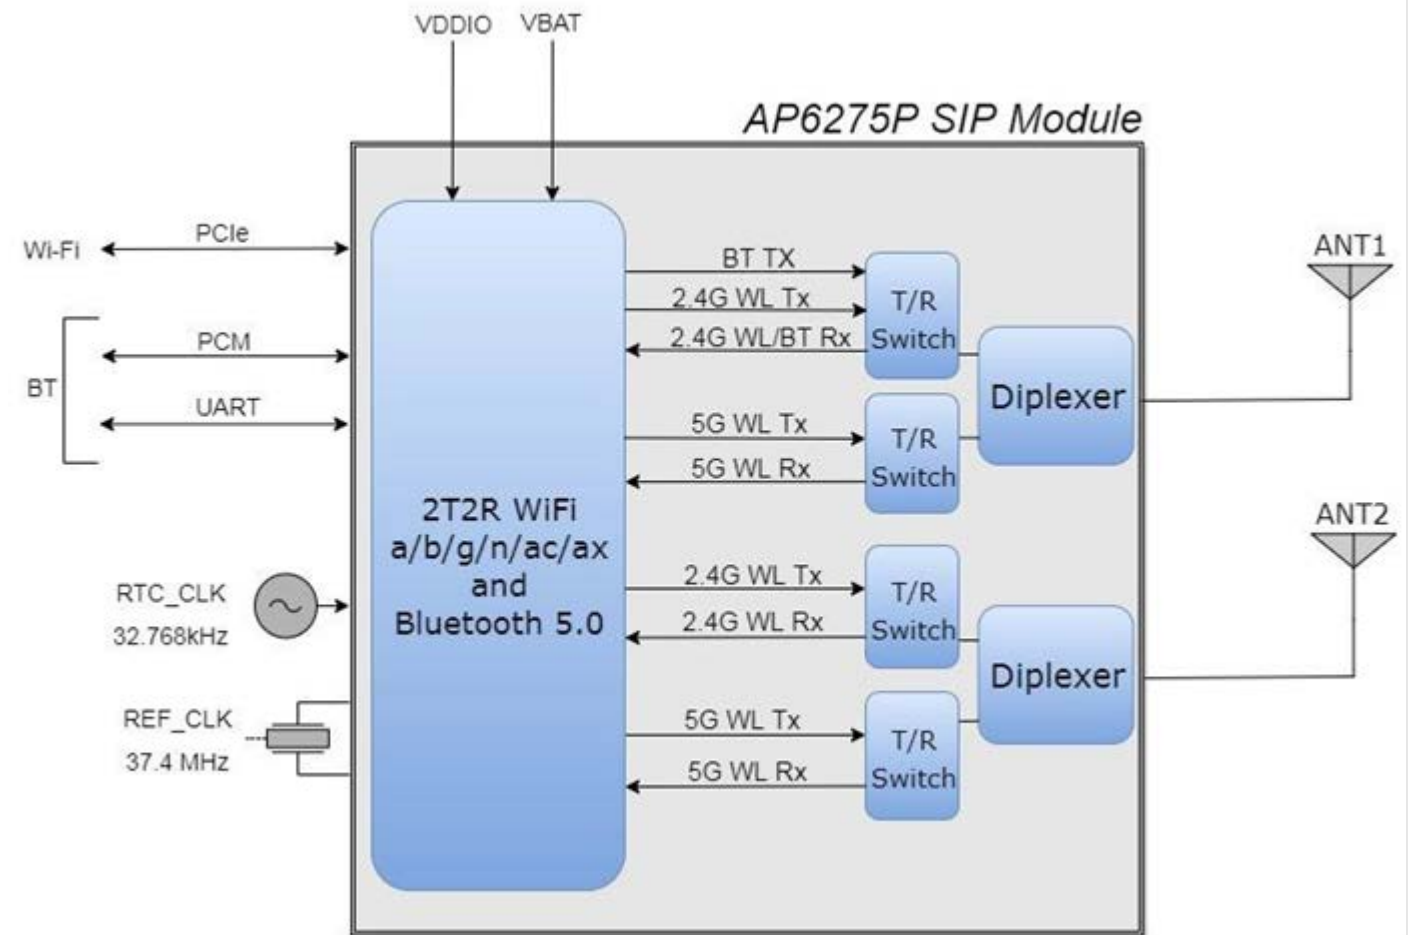 VDDIO VBAT
AP6275P SIP Module
Wi-Fi
PCIe
BT
PCM
UART
RTC_CLK
32.768kHz
REF_CLK
37.4 MHz
2T2R WiFi
a/b/g/n/ac/ax
and
Bluetooth 5.0
BT TX
2.4G WL Tx
2.4G WL/BT Rx
T/R
Switch
5G WL Tx
5G WL Rx
T/R
Switch
Diplexer
ANT1
2.4G WL Tx
2.4G WL Rx
T/R
Switch
5G WL Tx
5G WL Rx
T/R
Switch
Diplexer
ANT2